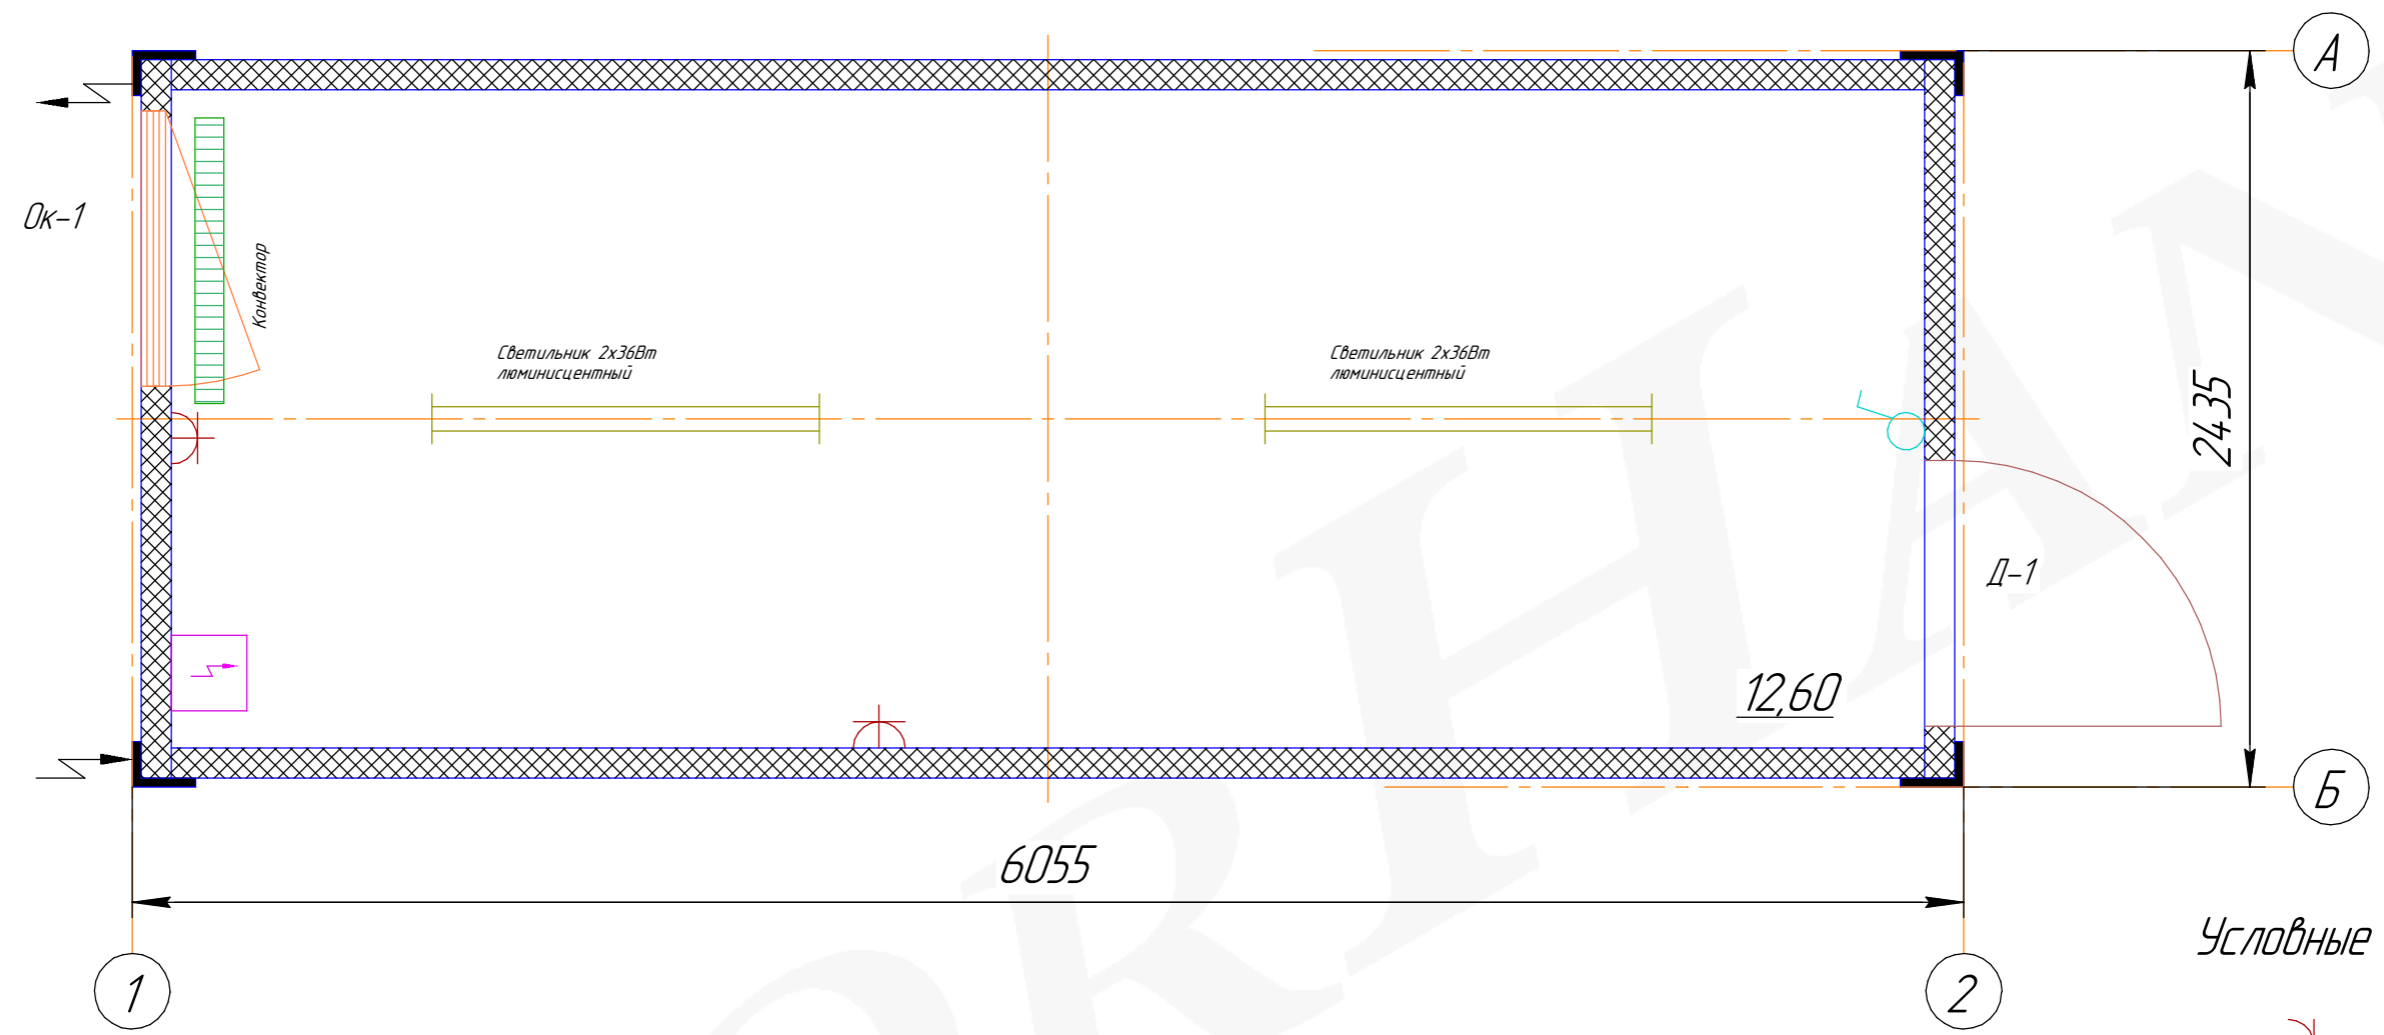 А
Ок-1
Конвектор
Светильник 2х36Вт
люминисцентный
Светильник 2х36Вт
люминисцентный
2435
Д-1
12,60
Б
6055
Условные
1
2